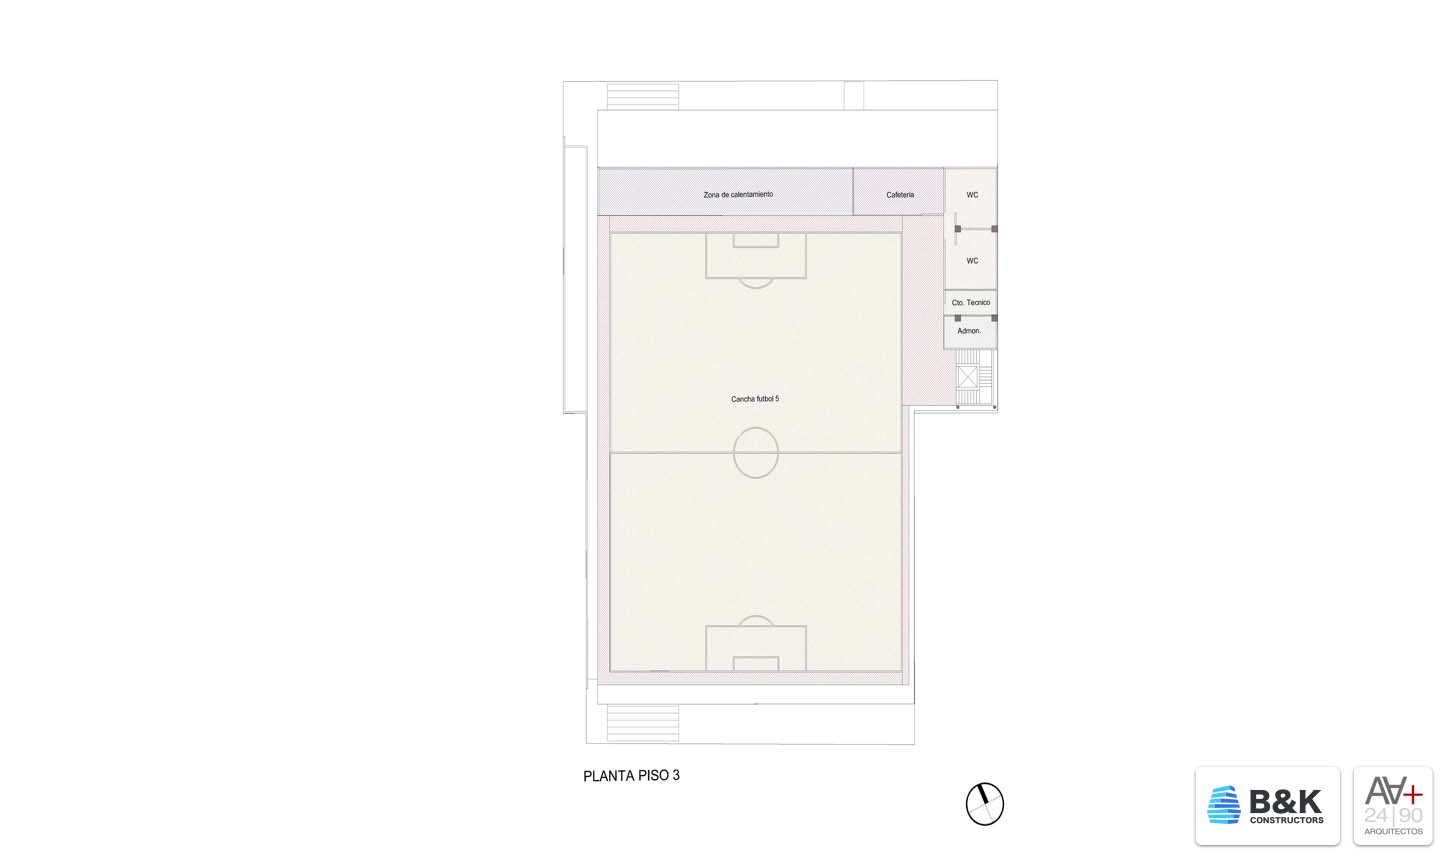 Zona de calentamiento
Cafeteria
WC
WC
Cto. Tecnico
Admon.
Cancha futbol 5
PLANTA PISO 3
B&K
CONSTRUCTORS
AA+
24|90
ARQUITECTOS